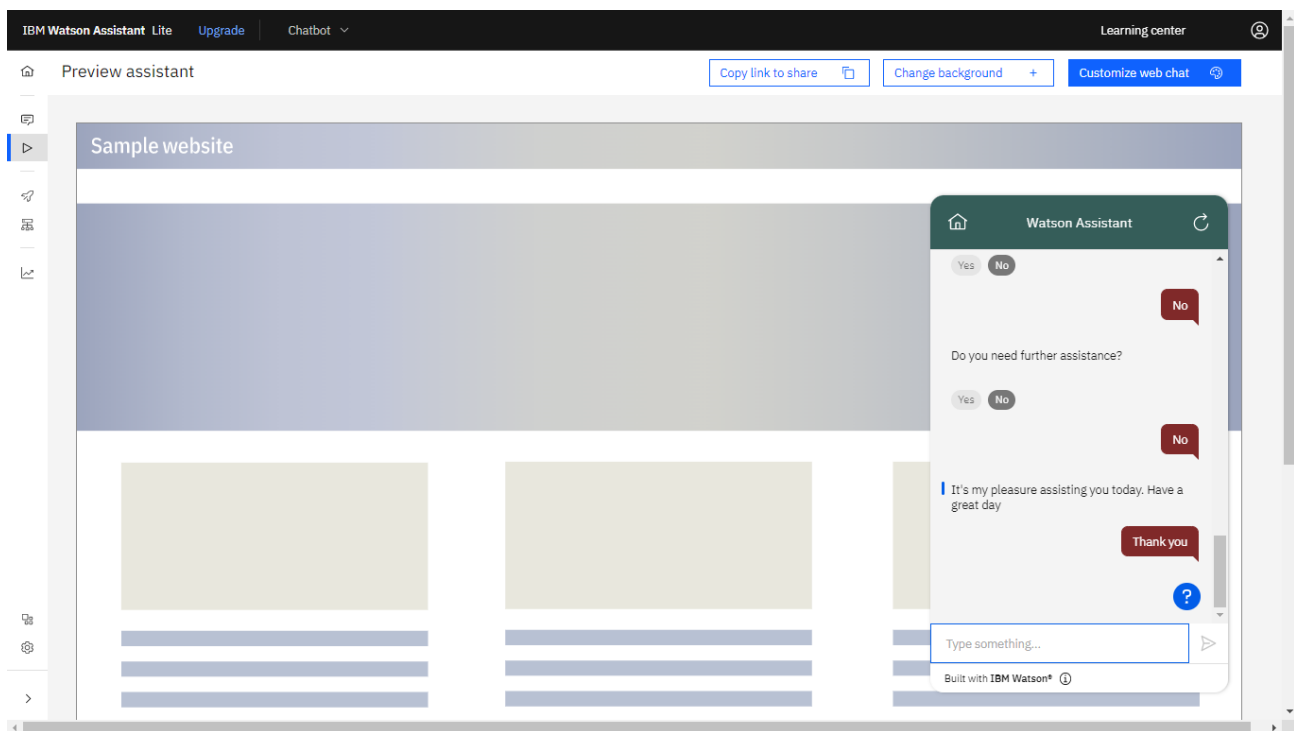 IBM Watson Assistant Lite Upgrade Chatbot Learning center
Preview assistant Copy link to share Change background + Customize web chat
Sample website
Watson Assistant
Yes No
No
Do you need further assistance?
Yes No
No
It's my pleasure assisting you today. Have a
great day
Thank you
?
Type something...
Built with IBM Watson®